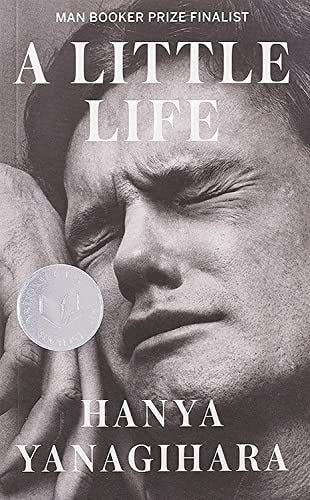 MAN BOOKER PRIZE FINALIST
A LITTLE
LIFE
HANYA
YANAGIHARA